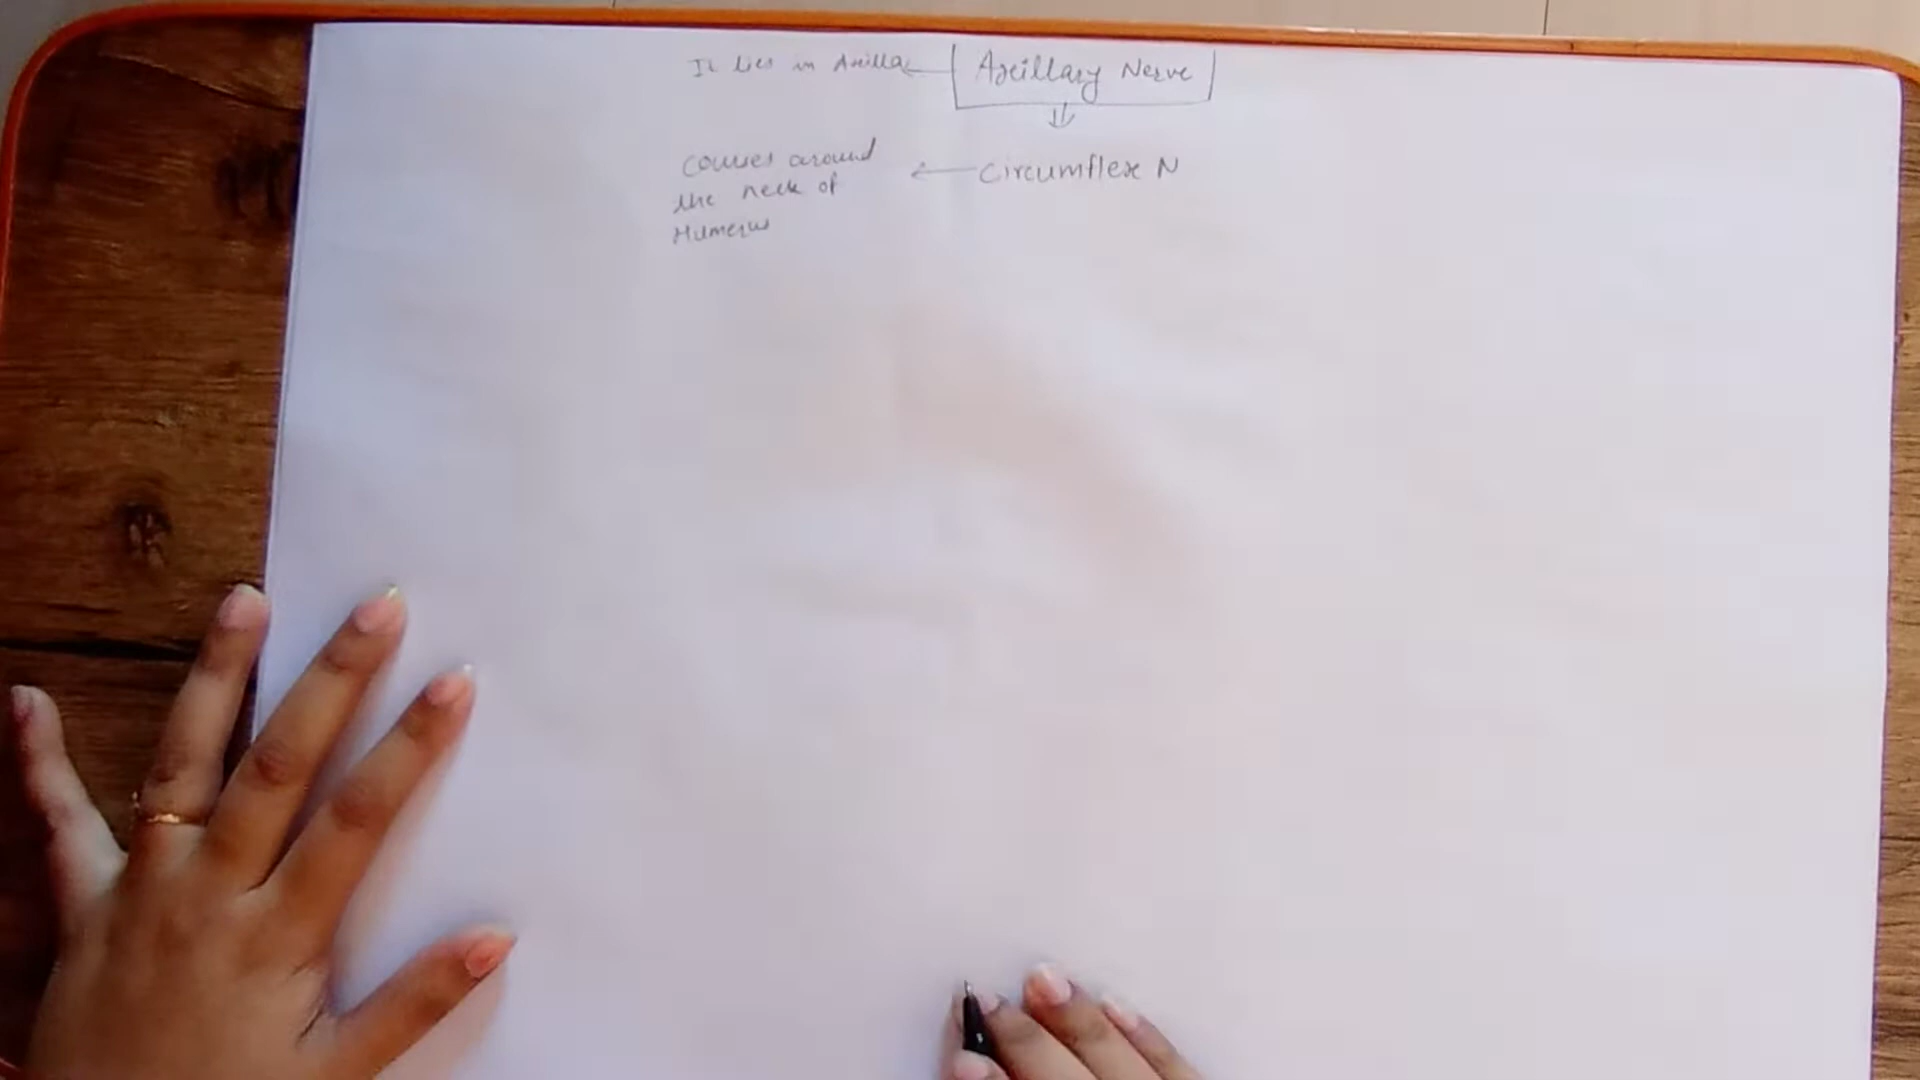 It lies in Axilla
Axillary Nerve
Circumflex N
Courses around
the neck of
Humerus